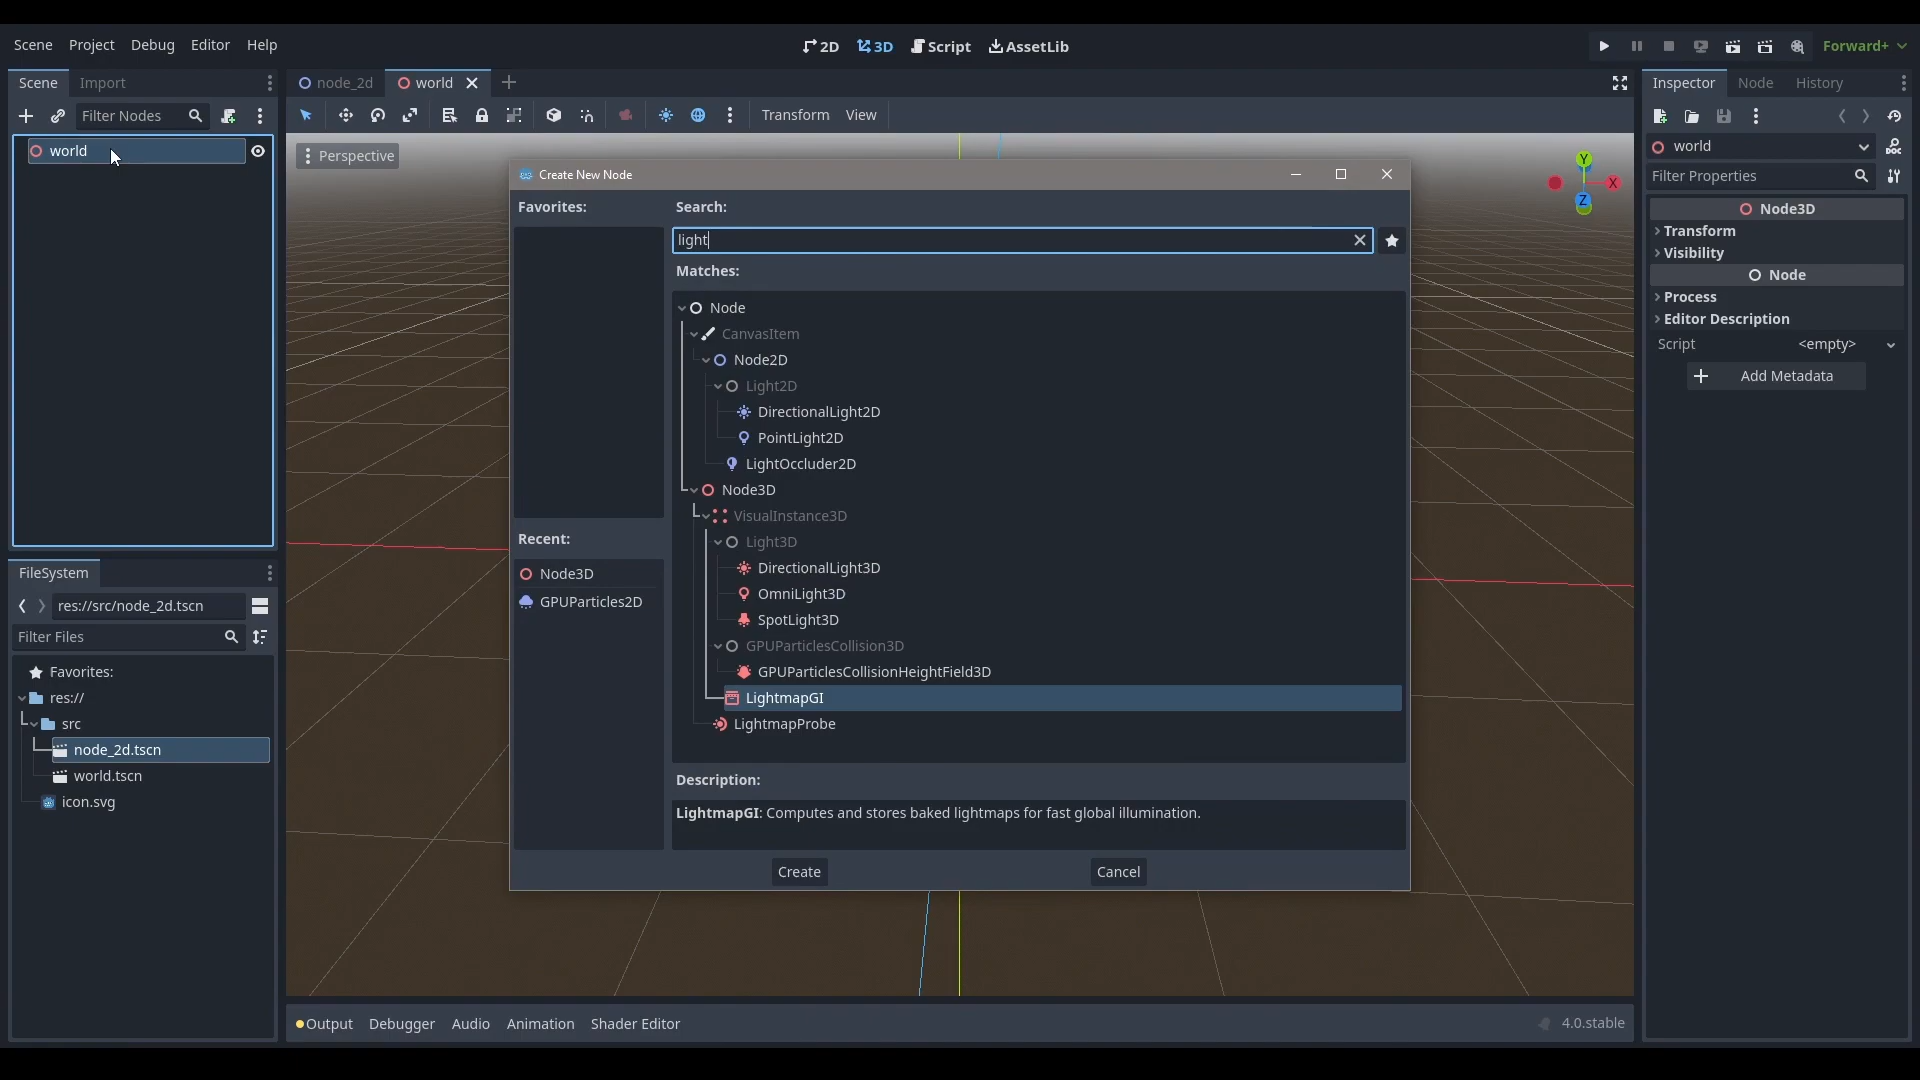 Scene Project Debug Editor Help
2D 3D Script AssetLib
Forward+
Scene Import
Filter Nodes
world
node_2d world
Transform View
Perspective
Y
X
Z
Create New Node
Favorites:
Search:
light
Matches:
Node
CanvasItem
Node2D
Light2D
DirectionalLight2D
PointLight2D
LightOccluder2D
Node3D
VisualInstance3D
Light3D
DirectionalLight3D
OmniLight3D
SpotLight3D
GPUParticlesCollision3D
GPUParticlesCollisionHeightField3D
LightmapGI
LightmapProbe
Recent:
Node3D
GPUParticles2D
Description:
LightmapGI: Computes and stores baked lightmaps for fast global illumination.
Create Cancel
FileSystem
res://src/node_2d.tscn
Filter Files
Favorites:
res://
src
node_2d.tscn
world.tscn
icon.svg
Output Debugger Audio Animation Shader Editor
4.0.stable
Inspector Node History
world
DOC
Filter Properties
Node3D
Transform
Visibility
Node
Process
Editor Description
Script <empty>
Add Metadata